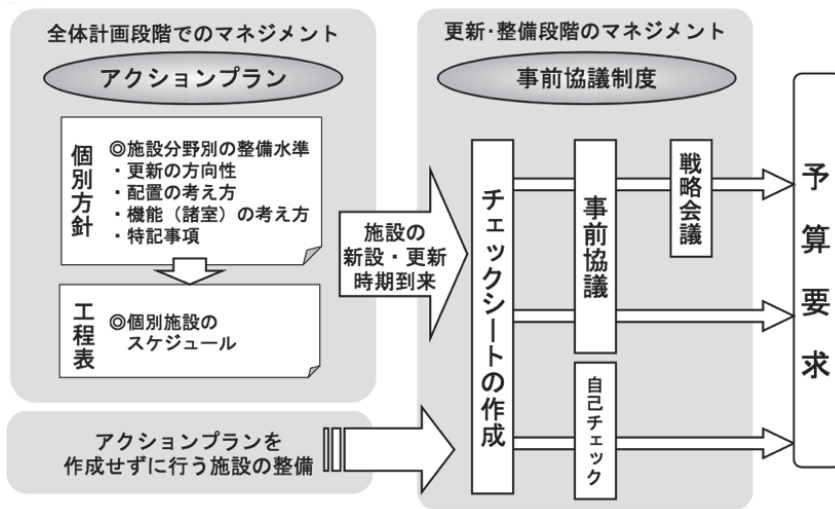 全体計画段階でのマネジメント
アクションプラン
個別方針
◎施設分野別の整備水準
・更新の方向性
・配置の考え方
・機能（諸室）の考え方
・特記事項
工程表
◎個別施設の
スケジュール
アクションプランを
作成せずに行う施設の整備
施設の
新設・更新
時期到来
更新・整備段階のマネジメント
事前協議制度
チェックシートの作成
事前協議
戦略会議
自己チェック
予算要求